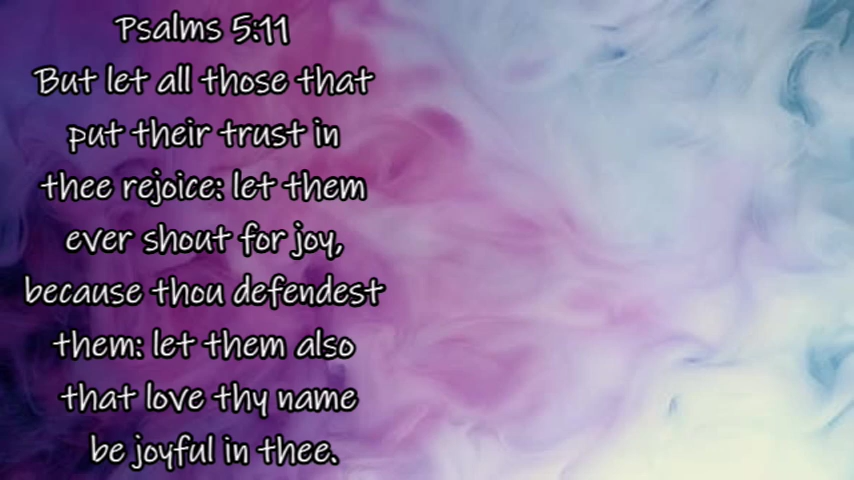 Psalms 5:11
But let all those that
put their trust in
thee rejoice: let them
ever shout for joy,
because thou defendest
them: let them also
that love thy name
be joyful in thee.